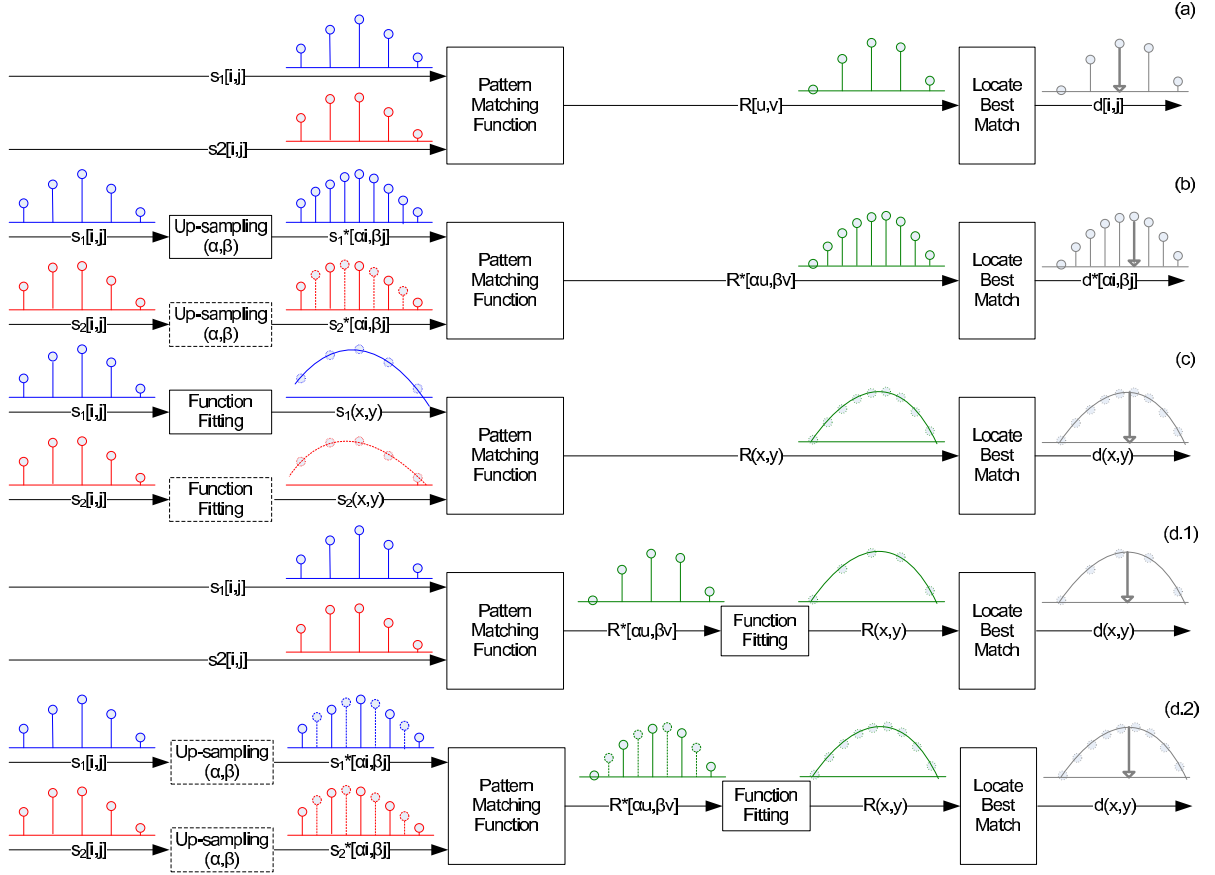 (a)
s1[i,j]
s2[i,j]
Pattern
Matching
Function
R[u,v]
Locate
Best
Match
d[i,j]
(b)
s1[i,j]
Up-sampling
(α,β)
s1*[αi,βj]
s2[i,j]
Up-sampling
(α,β)
s2*[αi,βj]
Pattern
Matching
Function
R*[αu,βv]
Locate
Best
Match
d*[αi,βj]
(c)
s1[i,j]
Function
Fitting
s1(x,y)
s2[i,j]
Function
Fitting
s2(x,y)
Pattern
Matching
Function
R(x,y)
Locate
Best
Match
d(x,y)
(d.1)
s1[i,j]
s2[i,j]
Pattern
Matching
Function
R*[αu,βv]
Function
Fitting
R(x,y)
Locate
Best
Match
d(x,y)
(d.2)
s1[i,j]
Up-sampling
(α,β)
s1*[αi,βj]
s2[i,j]
Up-sampling
(α,β)
s2*[αi,βj]
Pattern
Matching
Function
R*[αu,βv]
Function
Fitting
R(x,y)
Locate
Best
Match
d(x,y)